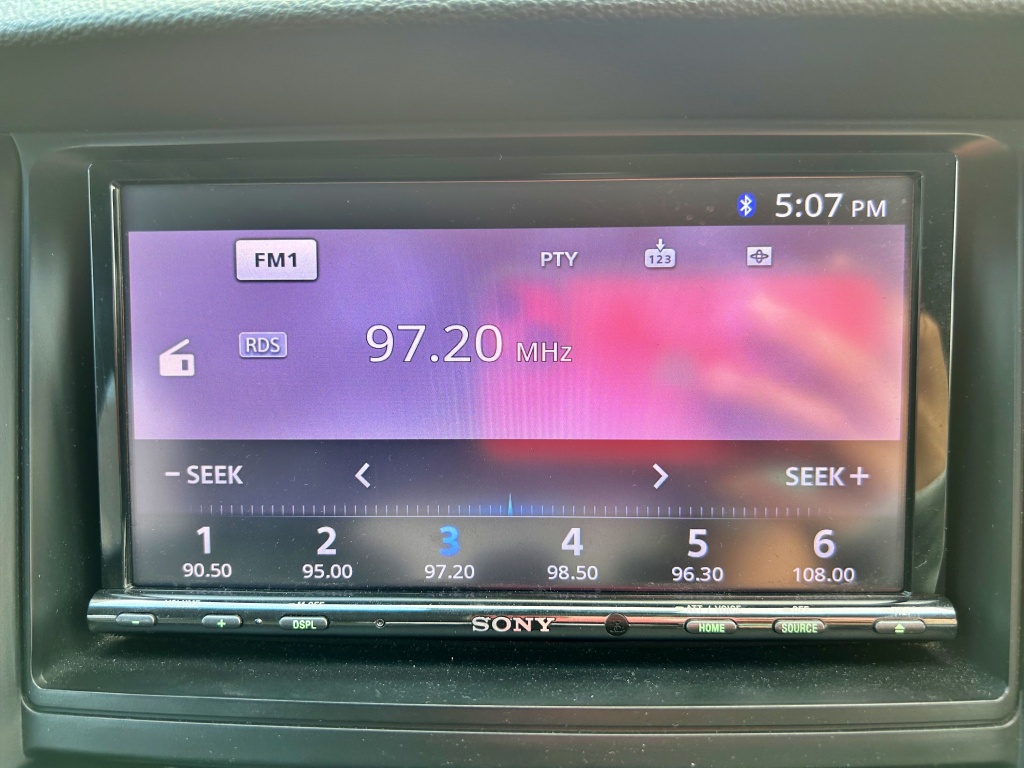 5:07 PM
FM1 PTY 123
RDS 97.20 MHz
− SEEK < > SEEK +
1 2 3 4 5 6
90.50 95.00 97.20 98.50 96.30 108.00
− + DSPL SONY HOME SOURCE